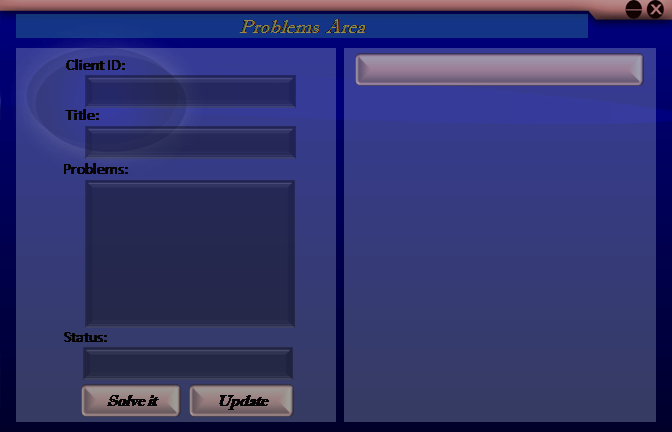 Problems Area
Client ID:
Title:
Problems:
Status:
Solve it Update